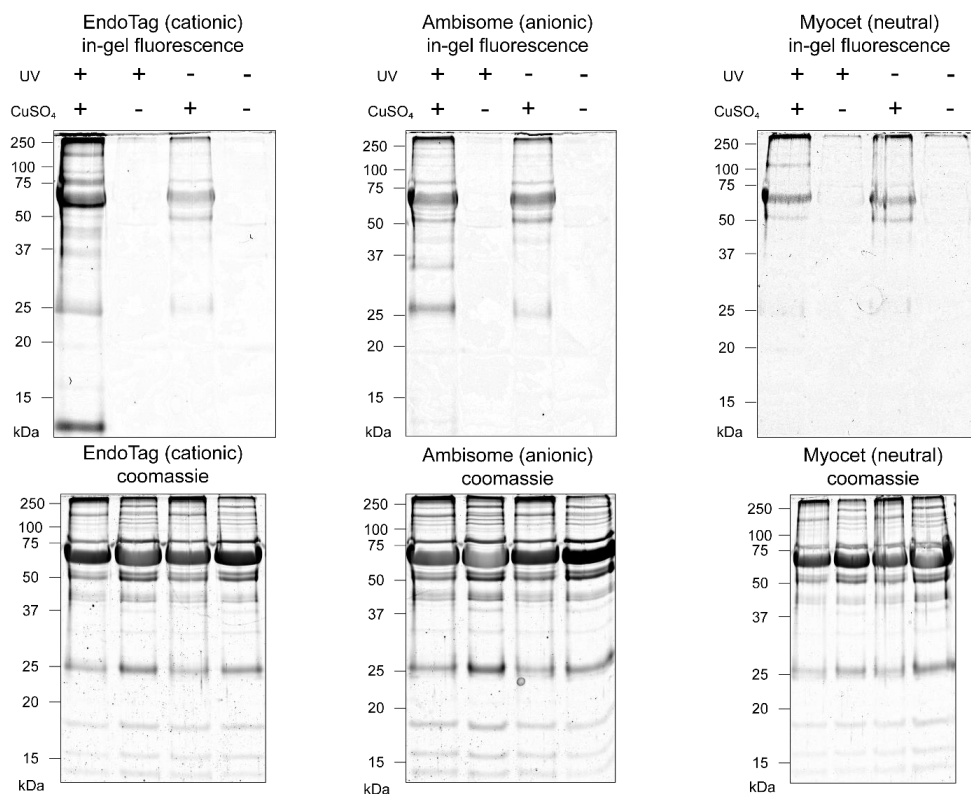 EndoTag (cationic)
in-gel fluorescence
UV + + - -
CuSO₄ + - + -
250
100
75
50
37
25
20
15
kDa
Ambisome (anionic)
in-gel fluorescence
+ + - -
+ - + -
250
100
75
50
37
25
20
15
kDa
Myocet (neutral)
in-gel fluorescence
+ + - -
+ - + -
250
100
75
50
37
25
20
15
kDa
EndoTag (cationic)
coomassie
250
100
75
50
37
25
20
15
kDa
Ambisome (anionic)
coomassie
250
100
75
50
37
25
20
15
kDa
Myocet (neutral)
coomassie
250
100
75
50
37
25
20
15
kDa